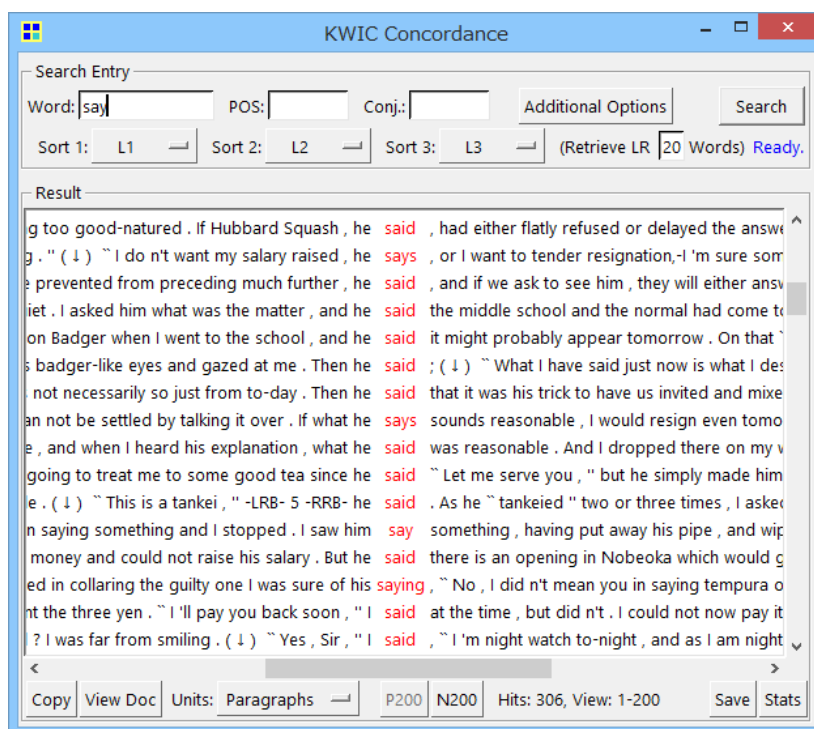 KWIC Concordance
Search Entry
Word: say POS: Conj.: Additional Options Search
Sort 1: L1 Sort 2: L2 Sort 3: L3 (Retrieve LR 20 Words) Ready.
Result
too good-natured . If Hubbard Squash , he said , had either flatly refused or delayed the
. " ( ↓ ) `` I do n't want my salary raised , he says , or I want to tender resignation,-I 'm sure
prevented from preceding much further , he said , and if we ask to see him , they will either
. I asked him what was the matter , and he said the middle school and the normal had come
on Badger when I went to the school , and he said it might probably appear tomorrow . On that `
badger-like eyes and gazed at me . Then he said ; ( ↓ ) `` What I have said just now is what I
not necessarily so just from to-day . Then he said that it was his trick to have us invited and
not be settled by talking it over . If what he says sounds reasonable , I would resign even
, and when I heard his explanation , what he said was reasonable . And I dropped there on my
going to treat me to some good tea since he said `` Let me serve you , '' but he simply made him
. ( ↓ ) `` This is a tankei , '' -LRB- 5 -RRB- he said . As he `` tankeied '' two or three times , I
saying something and I stopped . I saw him say something , having put away his pipe , and
money and could not raise his salary . But he said there is an opening in Nobeoka which would
in collaring the guilty one I was sure of his saying , `` No , I did n't mean you in saying tempura
the three yen . `` I 'll pay you back soon , '' I said at the time , but did n't . I could not now pay it
? I was far from smiling . ( ↓ ) `` Yes , Sir , '' I said , `` I 'm night watch to-night , and as I am night
Copy View Doc Units: Paragraphs P200 N200 Hits: 306, View: 1-200 Save Stats